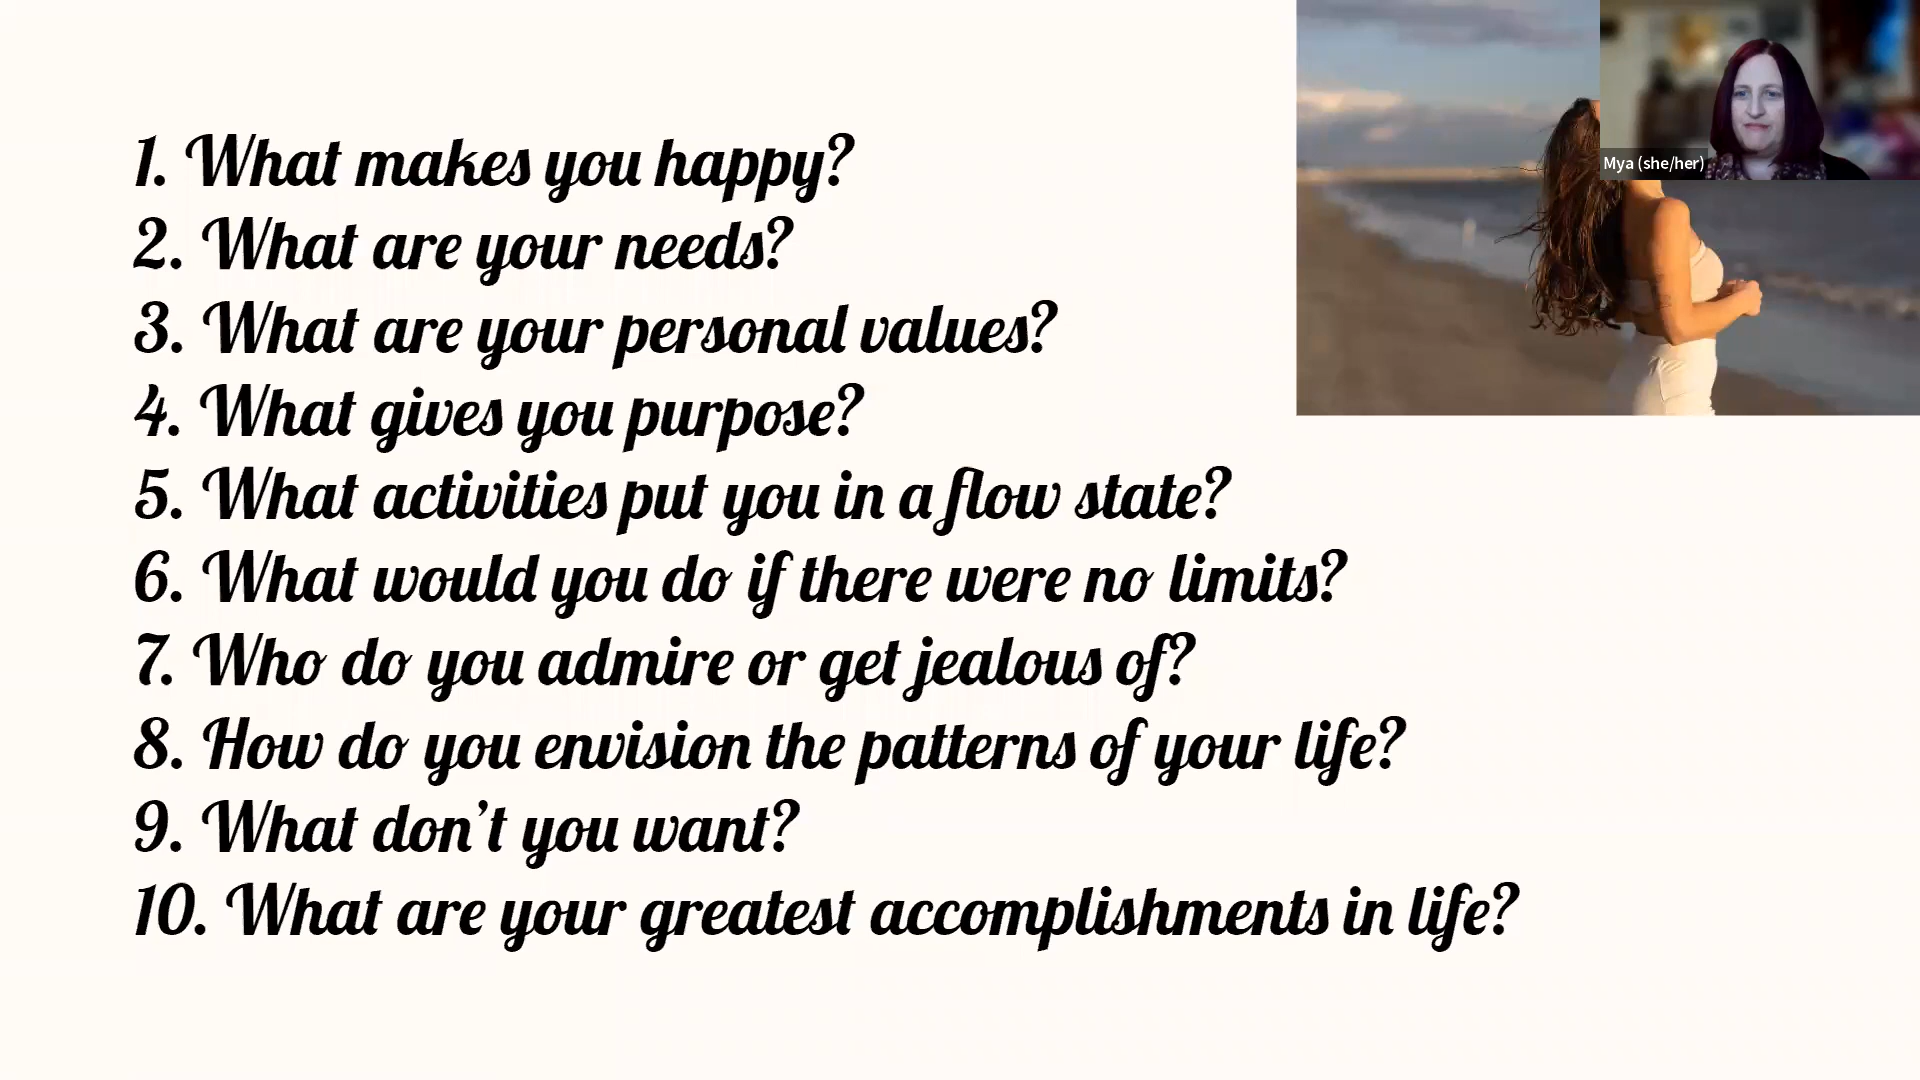 1. What makes you happy?
2. What are your needs?
3. What are your personal values?
4. What gives you purpose?
5. What activities put you in a flow state?
6. What would you do if there were no limits?
7. Who do you admire or get jealous of?
8. How do you envision the patterns of your life?
9. What don’t you want?
10. What are your greatest accomplishments in life?
Mya (she/her)